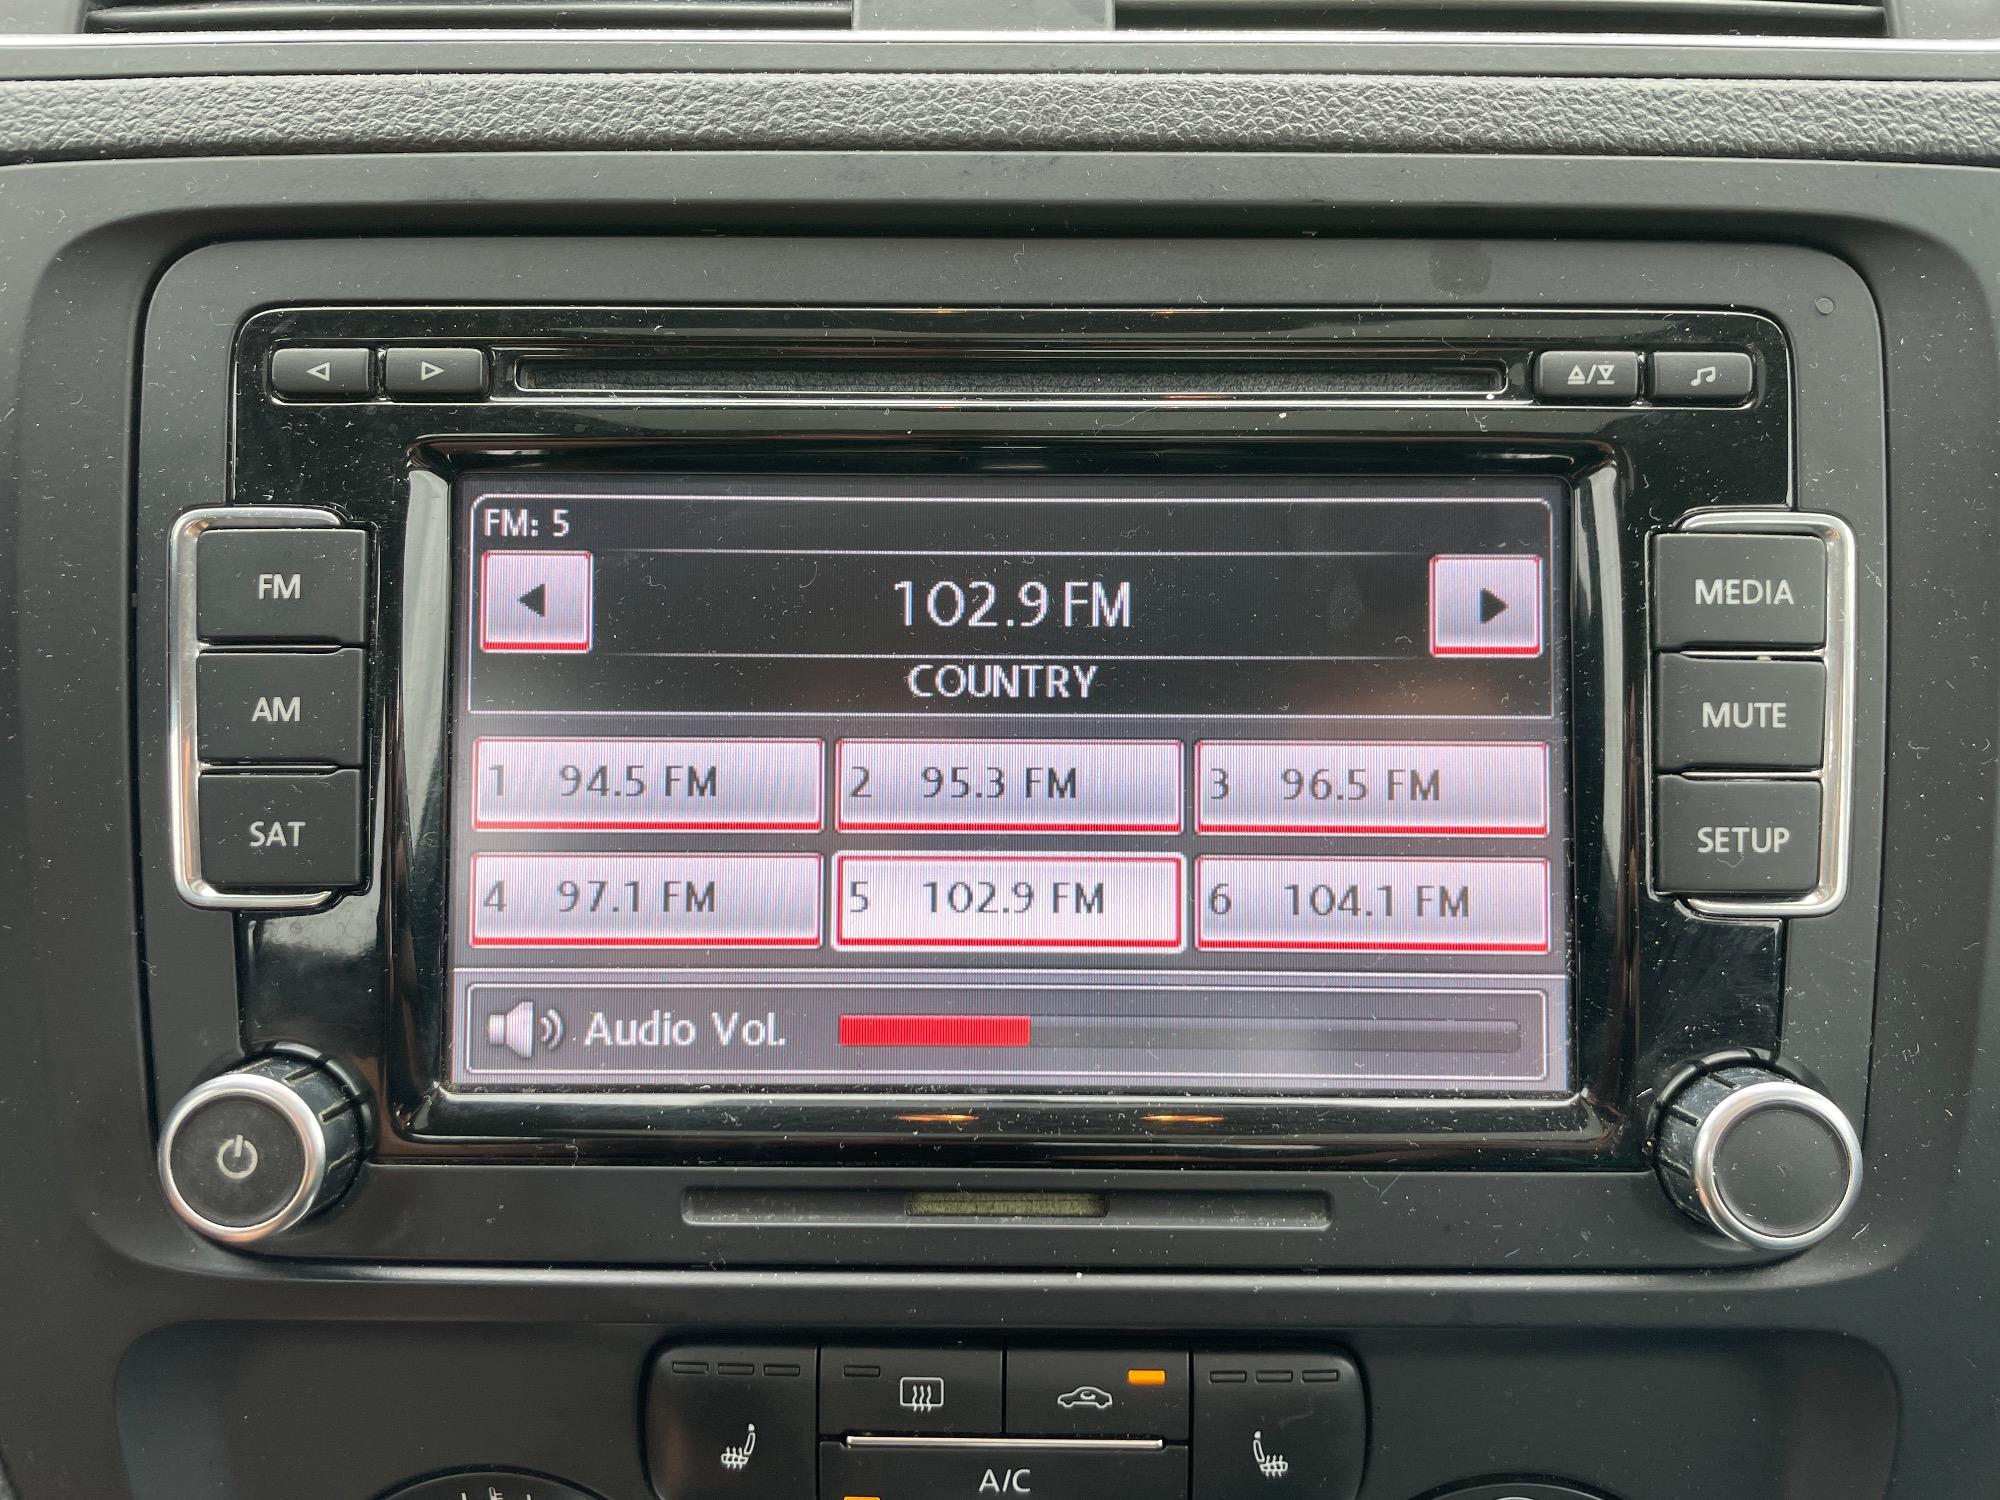 FM: 5
FM
102.9 FM
MEDIA
COUNTRY
AM
MUTE
1 94.5 FM 2 95.3 FM 3 96.5 FM
SAT
SETUP
4 97.1 FM 5 102.9 FM 6 104.1 FM
Audio Vol.
A/C